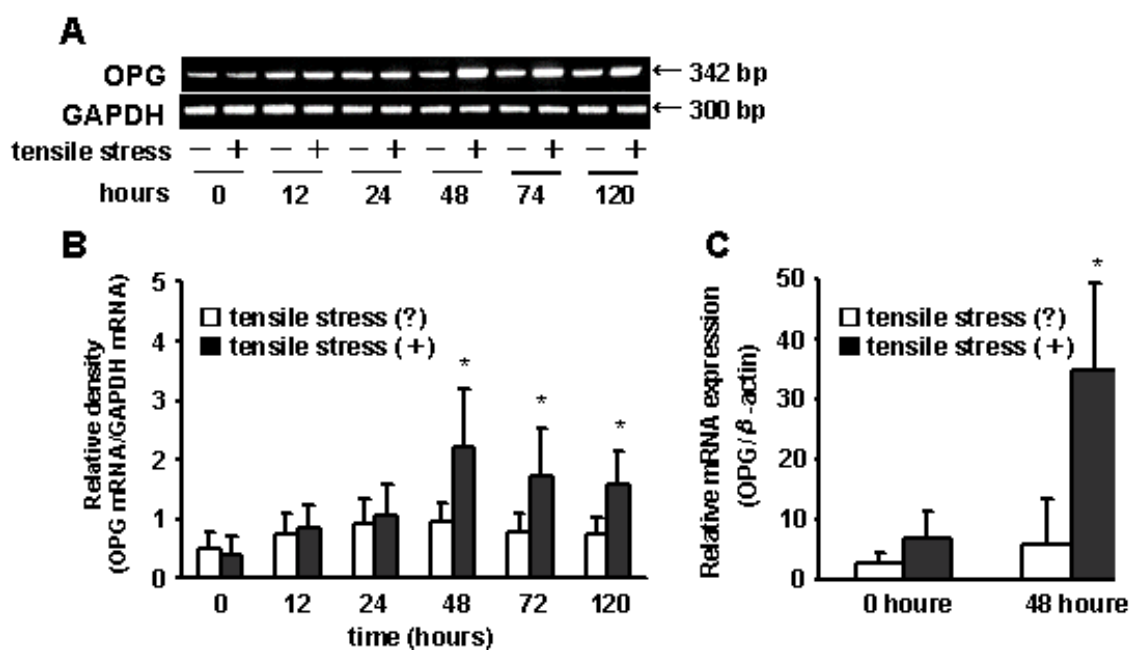 A
OPG ← 342 bp
GAPDH ← 300 bp
tensile stress − + − + − + − + − + − +
hours 0 12 24 48 74 120
B
Relative density
(OPG mRNA/GAPDH mRNA)
5
4
3
2
1
0
tensile stress (?)
tensile stress (+)
* * *
0 12 24 48 72 120
time (hours)
C
Relative mRNA expression
(OPG/β-actin)
50
40
30
20
10
0
tensile stress (?)
tensile stress (+)
*
0 houre 48 houre